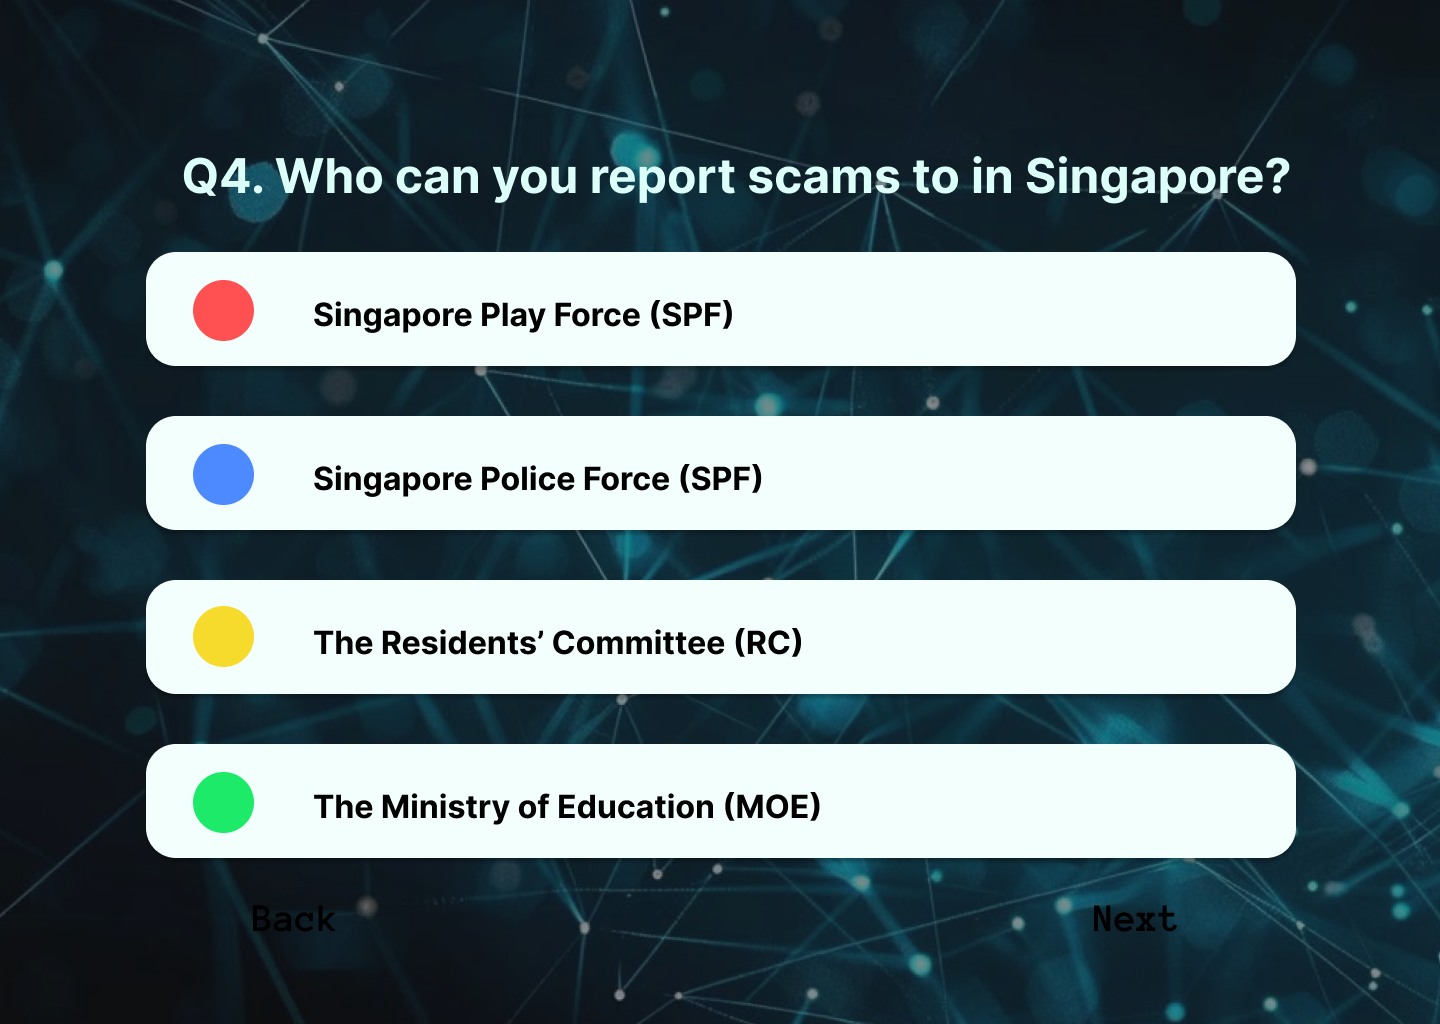 Q4. Who can you report scams to in Singapore?
Singapore Play Force (SPF)
Singapore Police Force (SPF)
The Residents’ Committee (RC)
The Ministry of Education (MOE)
Back
Next